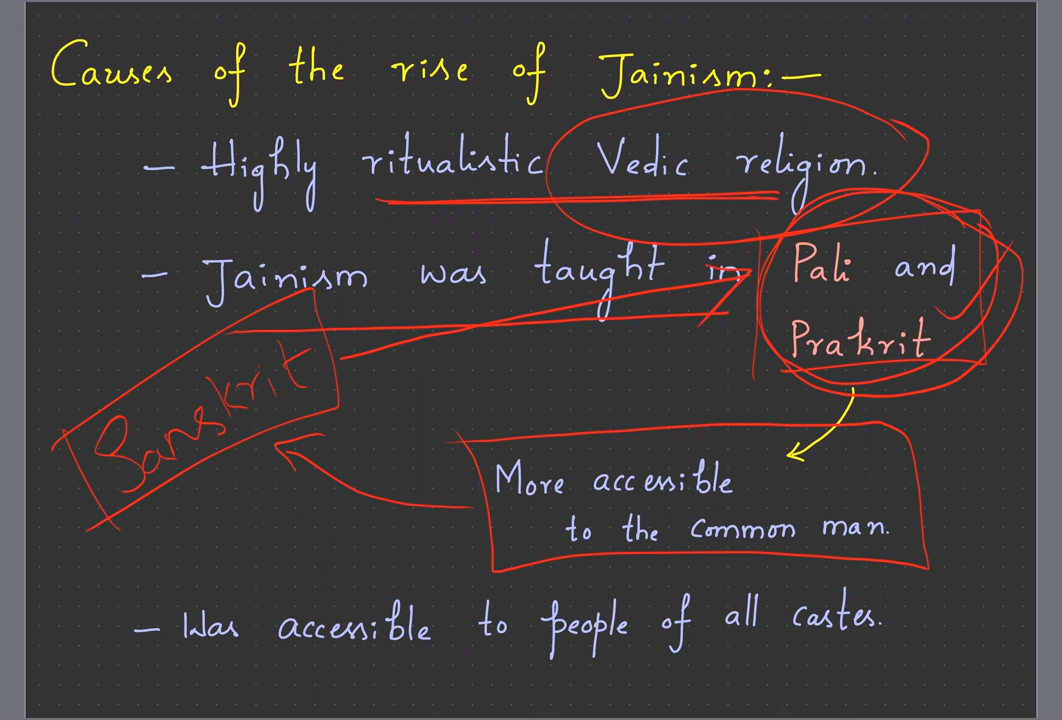 Causes of the rise of Jainism:—
– Highly ritualistic Vedic religion.
– Jainism was taught in Pali and
Prakrit
Sanskrit
More accessible
to the common man.
– Was accessible to people of all castes.